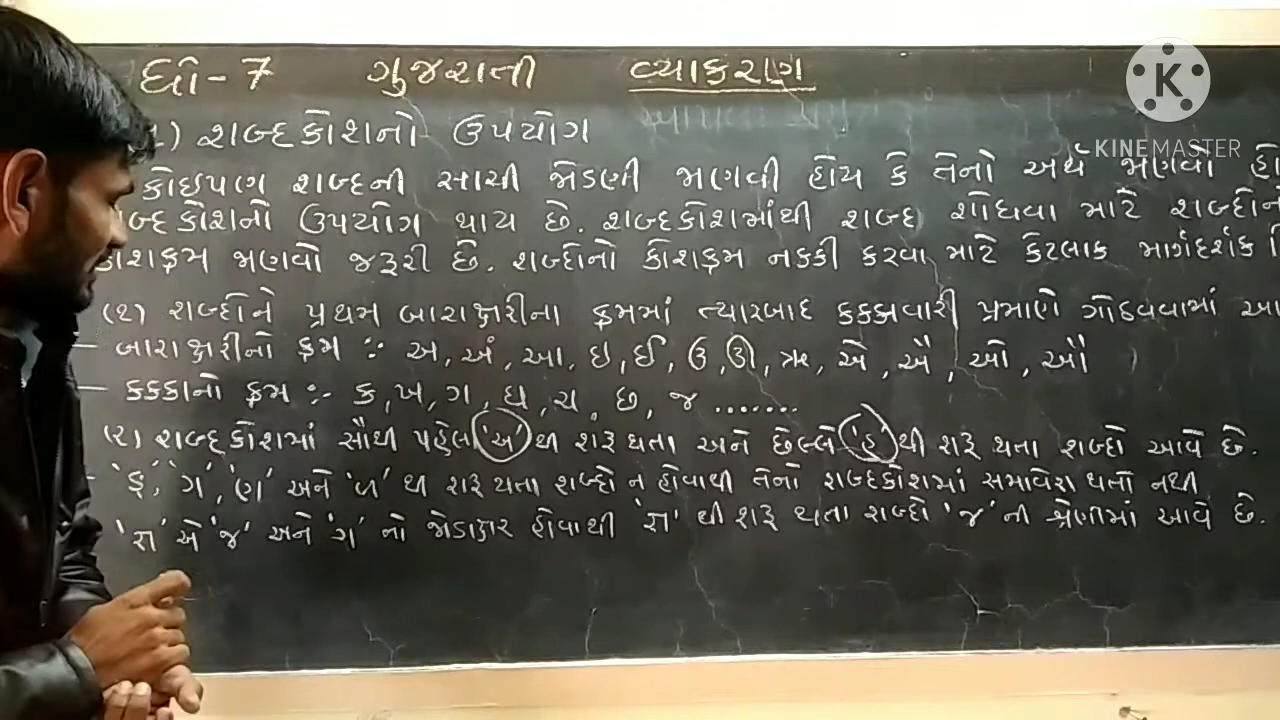 ધો-7 ગુજરાતી વ્યાકરણ
૧) શબ્દકોશનો ઉપયોગ
કોઇપણ શબ્દની સાચી જોડણી જાણવી હોય કે તેનો અર્થ જાણવો
શબ્દકોશનો ઉપયોગ થાય છે. શબ્દકોશમાંથી શબ્દ શોધવા માટે
કોશક્રમ જાણવો જરૂરી છે. શબ્દોનો કોશક્રમ નક્કી કરવા માટે કેટલાક માર્ગદર્શક
(૧) શબ્દોને પ્રથમ બારાક્ષરીના ક્રમમાં ત્યારબાદ કક્કાવારી પ્રમાણે ગોઠવવામાં
- બારાક્ષરીનો ક્રમ :- અ, અં, આ, ઇ, ઈ, ઉ, ઊ, ઋ, એ, ઐ, ઓ, ઔ
- કક્કાનો ક્રમ :- ક, ખ, ગ, ઘ, ચ, છ, જ .......
(૨) શબ્દકોશમાં સૌથી પહેલા 'અ' થી શરૂ થતા અને છેલ્લે 'હ' થી શરૂ થતા શબ્દો આવે છે.
'ણ' અને 'ળ' થી શરૂ થતા શબ્દો ન હોવાથી તેનો શબ્દકોશમાં સમાવેશ થતો નથી
'જ્ઞ' એ 'જ' અને 'ગ' નો જોડાક્ષર હોવાથી 'જ્ઞ' થી શરૂ થતા શબ્દો 'જ' ની શ્રેણીમાં આવે છે.
K
KINEMASTER